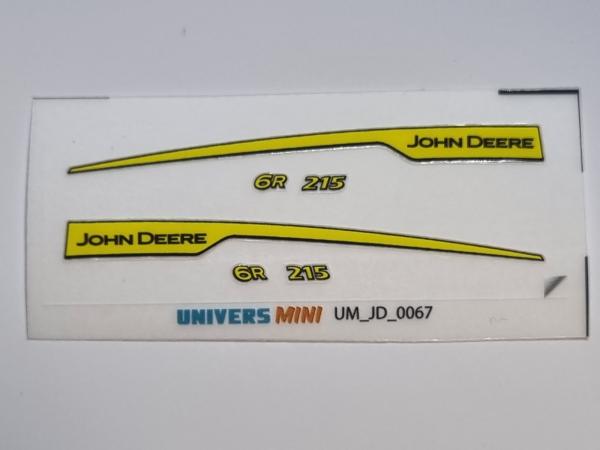 JOHN DEERE
6R 215
JOHN DEERE
6R 215
UNIVERS MINI UM_JD_0067